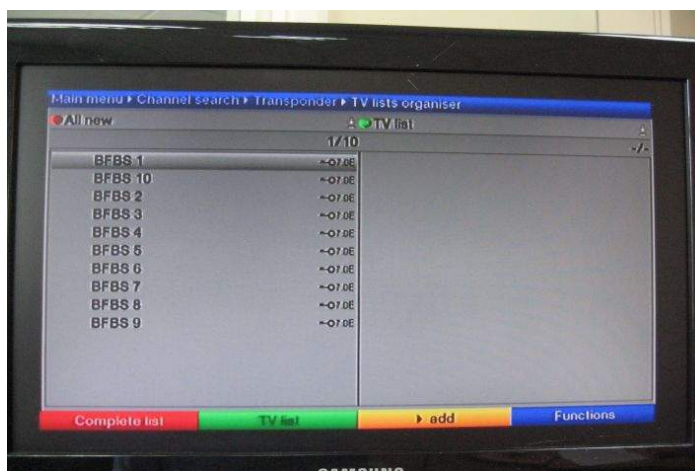 Main menu ▸ Channel search ▸ Transponder ▸ TV lists organiser
All new
TV list
1/10
-/-
BFBS 1 07.0E
BFBS 10 07.0E
BFBS 2 07.0E
BFBS 3 07.0E
BFBS 4 07.0E
BFBS 5 07.0E
BFBS 6 07.0E
BFBS 7 07.0E
BFBS 8 07.0E
BFBS 9 07.0E
Complete list
TV list
▸ add
Functions
SAMSUNG